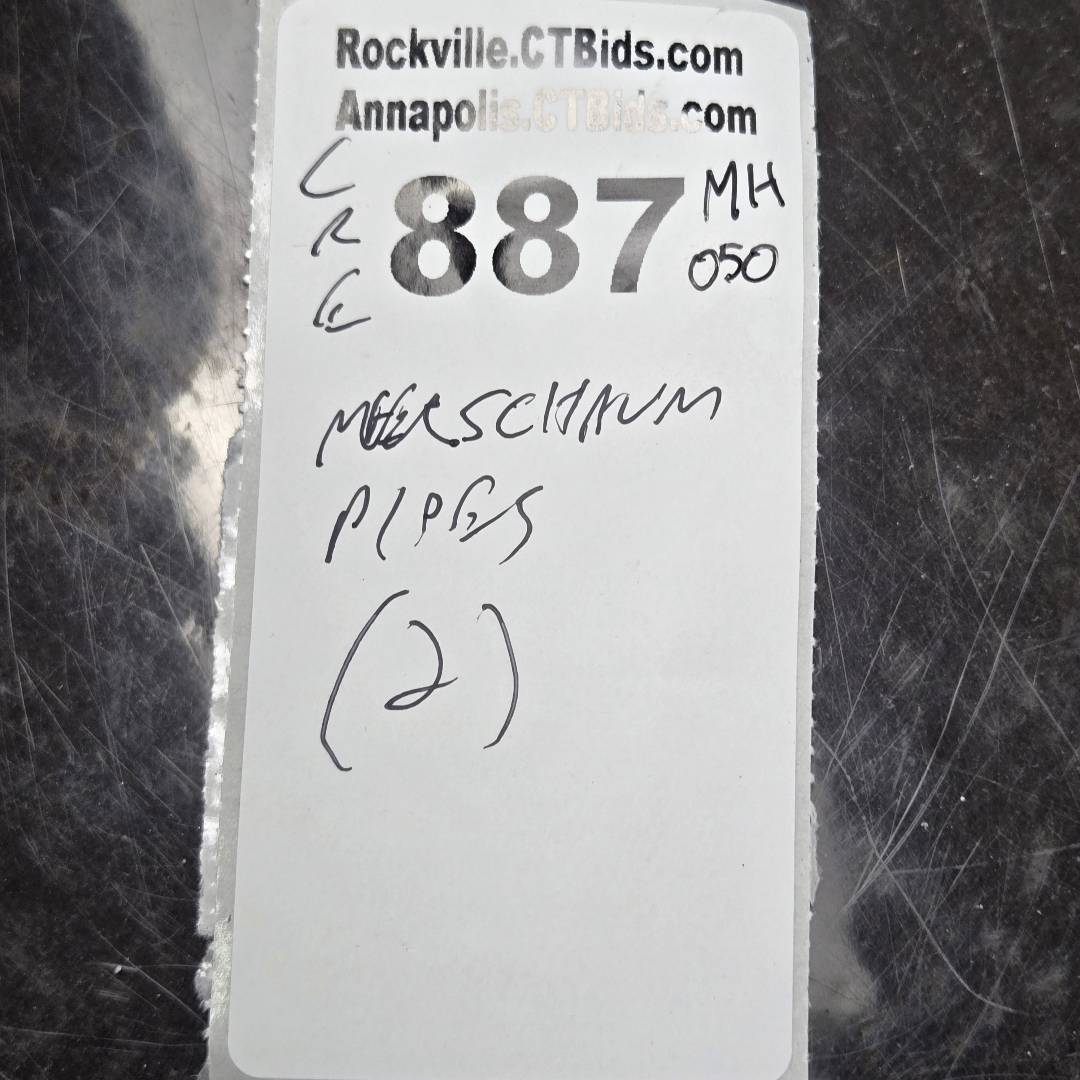 Rockville.CTBids.com
Annapolis.CTBids.com
C
R
E
887
MH
050
MEERSCHAUM
PIPES
(2)